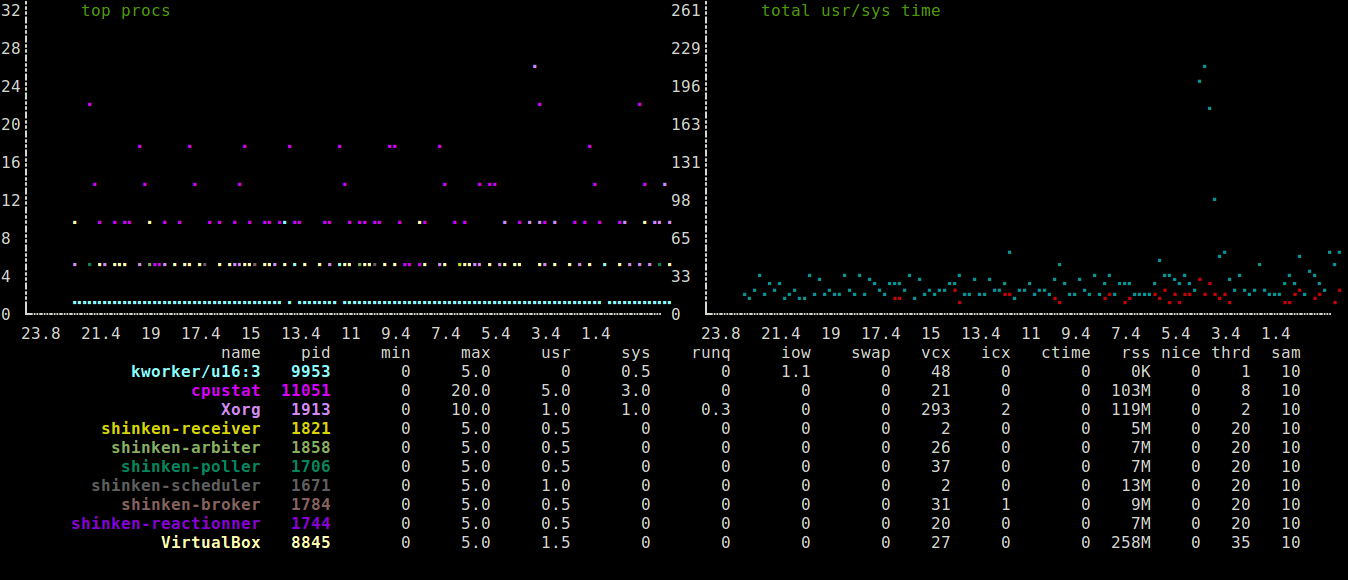 32 top procs 261 total usr/sys time
28 229
24 196
20 163
16 131
12 98
8 65
4 33
0 0
23.8 21.4 19 17.4 15 13.4 11 9.4 7.4 5.4 3.4 1.4 23.8 21.4 19 17.4 15 13.4 11 9.4 7.4 5.4 3.4 1.4
name pid min max usr sys runq iow swap vcx icx ctime rss nice thrd sam
kworker/u16:3 9953 0 5.0 0 0.5 0 1.1 0 48 0 0 0K 0 1 10
cpustat 11051 0 20.0 5.0 3.0 0 0 0 21 0 0 103M 0 8 10
Xorg 1913 0 10.0 1.0 1.0 0.3 0 0 293 2 0 119M 0 2 10
shinken-receiver 1821 0 5.0 0.5 0 0 0 0 2 0 0 5M 0 20 10
shinken-arbiter 1858 0 5.0 0.5 0 0 0 0 26 0 0 7M 0 20 10
shinken-poller 1706 0 5.0 0.5 0 0 0 0 37 0 0 7M 0 20 10
shinken-scheduler 1671 0 5.0 1.0 0 0 0 0 2 0 0 13M 0 20 10
shinken-broker 1784 0 5.0 0.5 0 0 0 0 31 1 0 9M 0 20 10
shinken-reactionner 1744 0 5.0 0.5 0 0 0 0 20 0 0 7M 0 20 10
VirtualBox 8845 0 5.0 1.5 0 0 0 0 27 0 0 258M 0 35 10